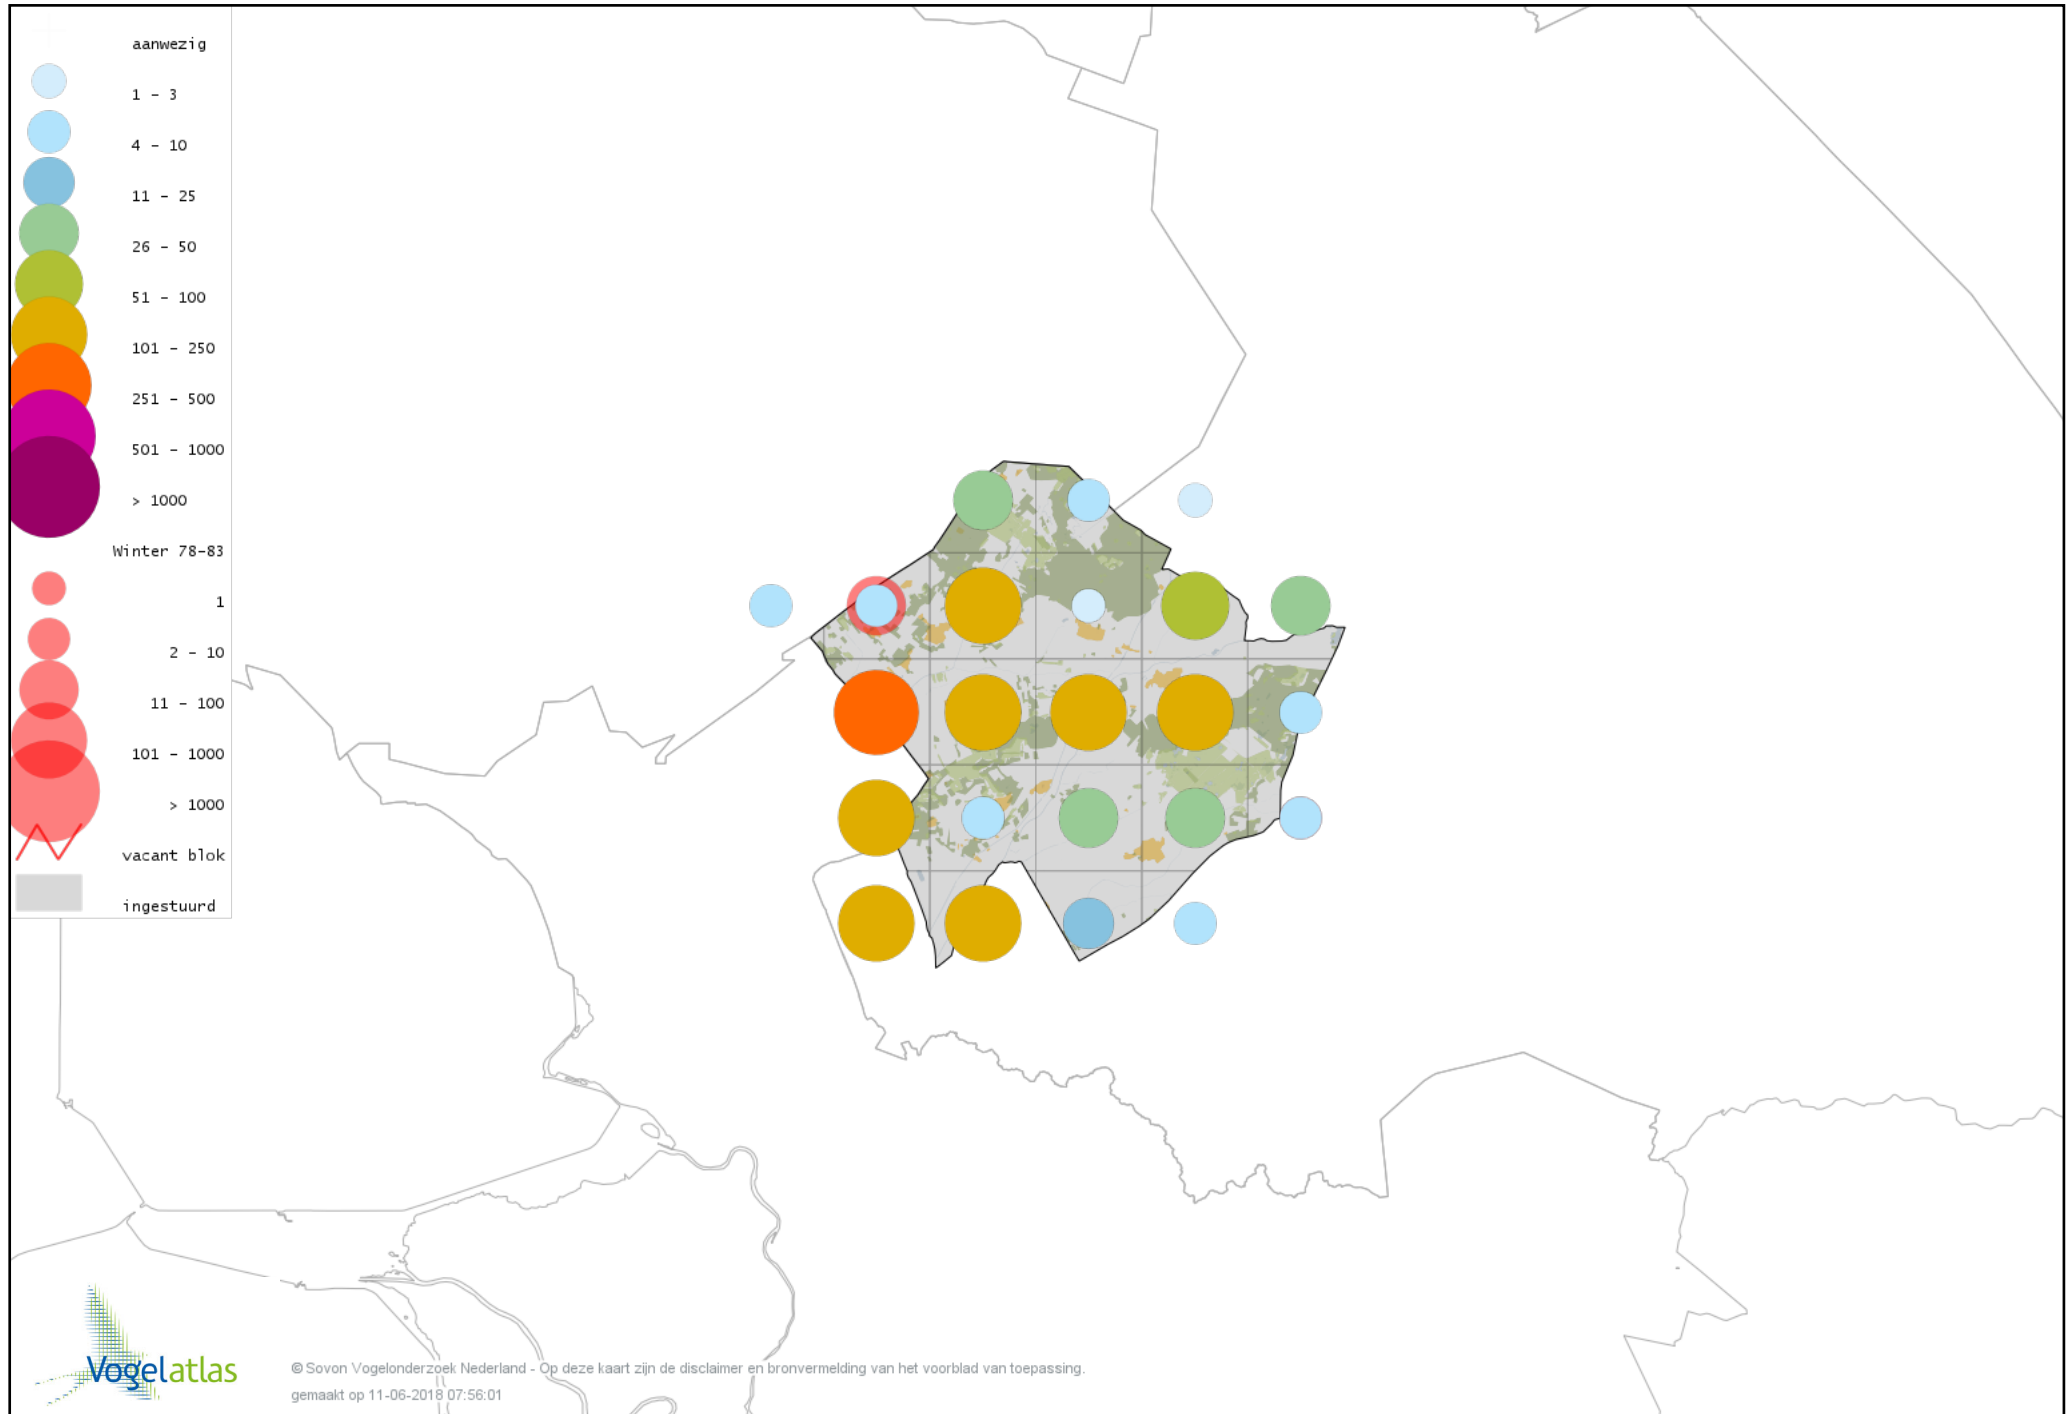 aanwezig
1 - 3
4 - 10
11 - 25
26 - 50
51 - 100
101 - 250
251 - 500
501 - 1000
> 1000
Winter 78-83
1
2 - 10
11 - 100
101 - 1000
> 1000
vacant blok
ingestuurd
Vogelatlas
© Sovon Vogelonderzoek Nederland - Op deze kaart zijn de disclaimer en bronvermelding van het voorblad van toepassing.
gemaakt op 11-06-2018 07:56:01